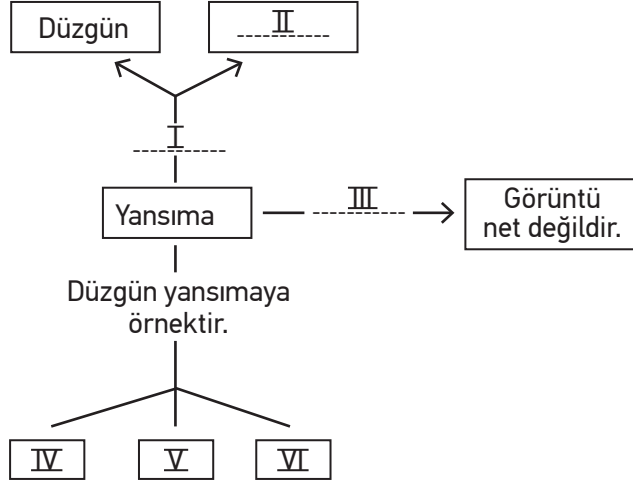 Düzgün
II
I
Yansıma
III
Görüntü
net değildir.
Düzgün yansımaya
örnektir.
IV
V
VI